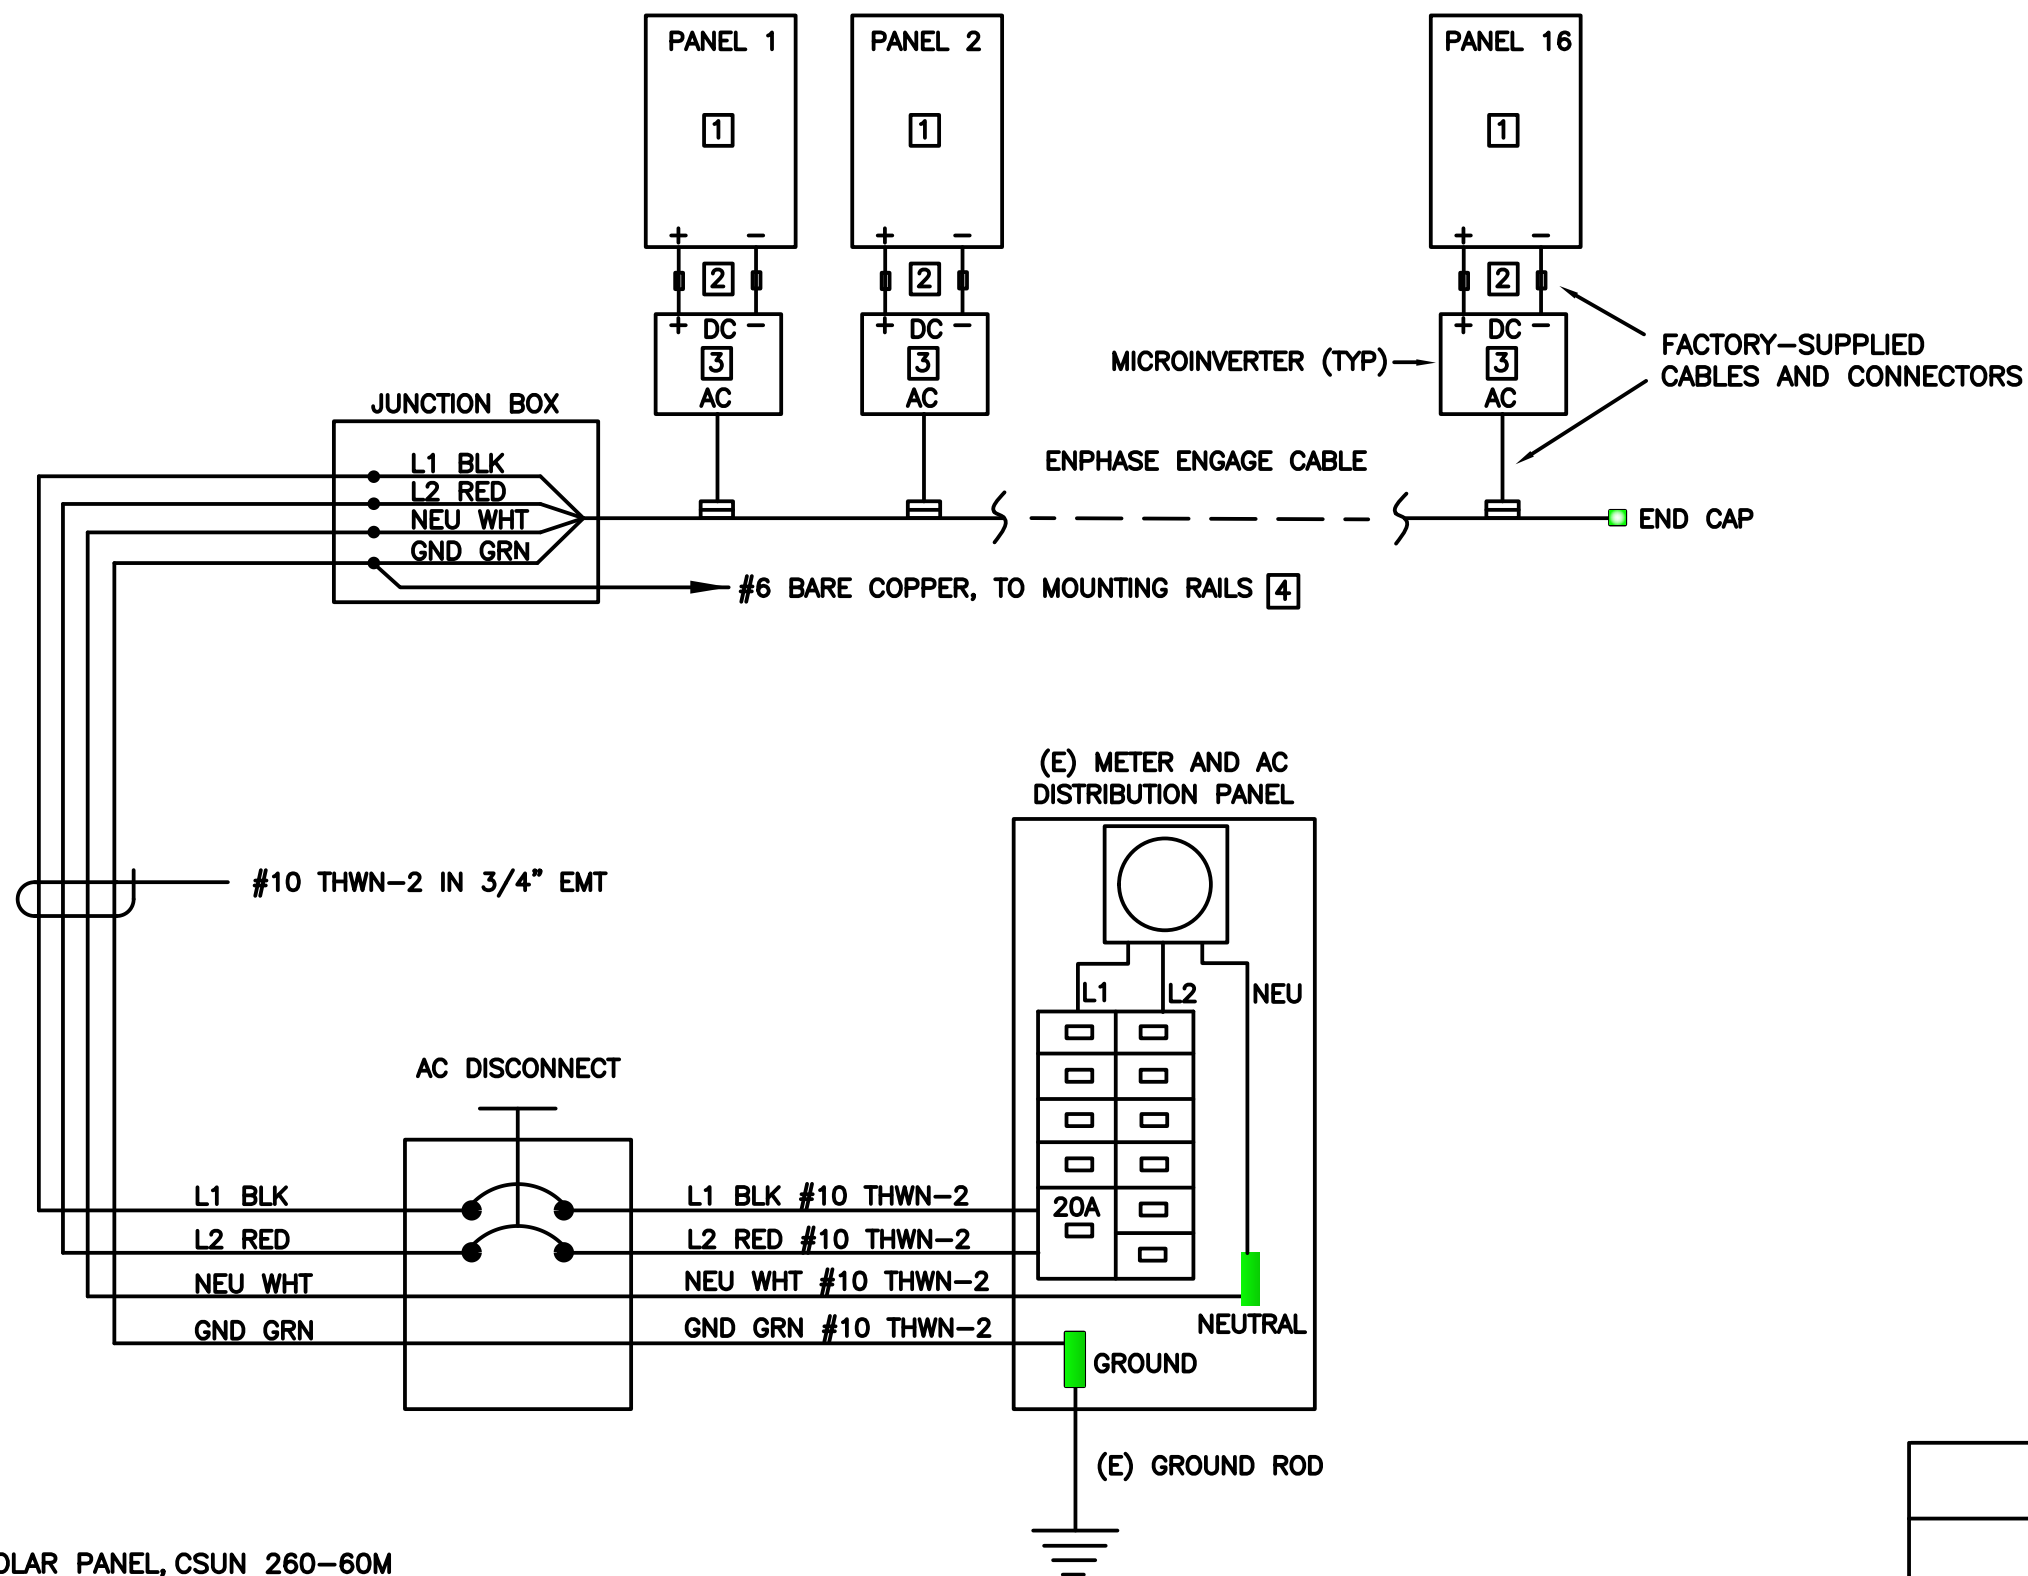 PANEL 1
PANEL 2
PANEL 16
1
1
1
+ −
+ −
+ −
2
2
2
+ DC −
+ DC −
+ DC −
3
3
3
AC
AC
AC
MICROINVERTER (TYP)
FACTORY−SUPPLIED
CABLES AND CONNECTORS
JUNCTION BOX
L1 BLK
L2 RED
NEU WHT
GND GRN
ENPHASE ENGAGE CABLE
END CAP
#6 BARE COPPER, TO MOUNTING RAILS 4
(E) METER AND AC
DISTRIBUTION PANEL
#10 THWN−2 IN 3/4” EMT
L1
L2
NEU
AC DISCONNECT
L1 BLK
L1 BLK #10 THWN−2
20A
L2 RED
L2 RED #10 THWN−2
NEU WHT
NEU WHT #10 THWN−2
GND GRN
GND GRN #10 THWN−2
NEUTRAL
GROUND
(E) GROUND ROD
PANEL, CSUN 260−60M